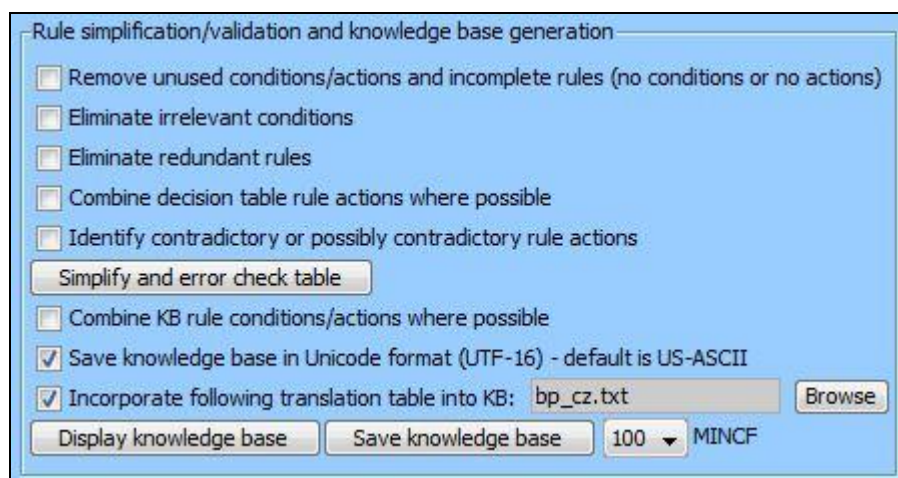 Rule simplification/validation and knowledge base generation
Remove unused conditions/actions and incomplete rules (no conditions or no actions)
Eliminate irrelevant conditions
Eliminate redundant rules
Combine decision table rule actions where possible
Identify contradictory or possibly contradictory rule actions
Simplify and error check table
Combine KB rule conditions/actions where possible
Save knowledge base in Unicode format (UTF-16) - default is US-ASCII
Incorporate following translation table into KB: bp_cz.txt Browse
Display knowledge base Save knowledge base 100 MINCF